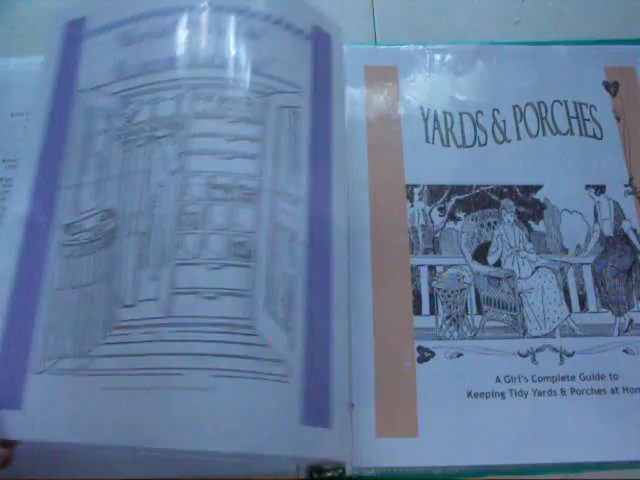 YARDS & PORCHES
A Girl's Complete Guide to
Keeping Tidy Yards & Porches at Hom